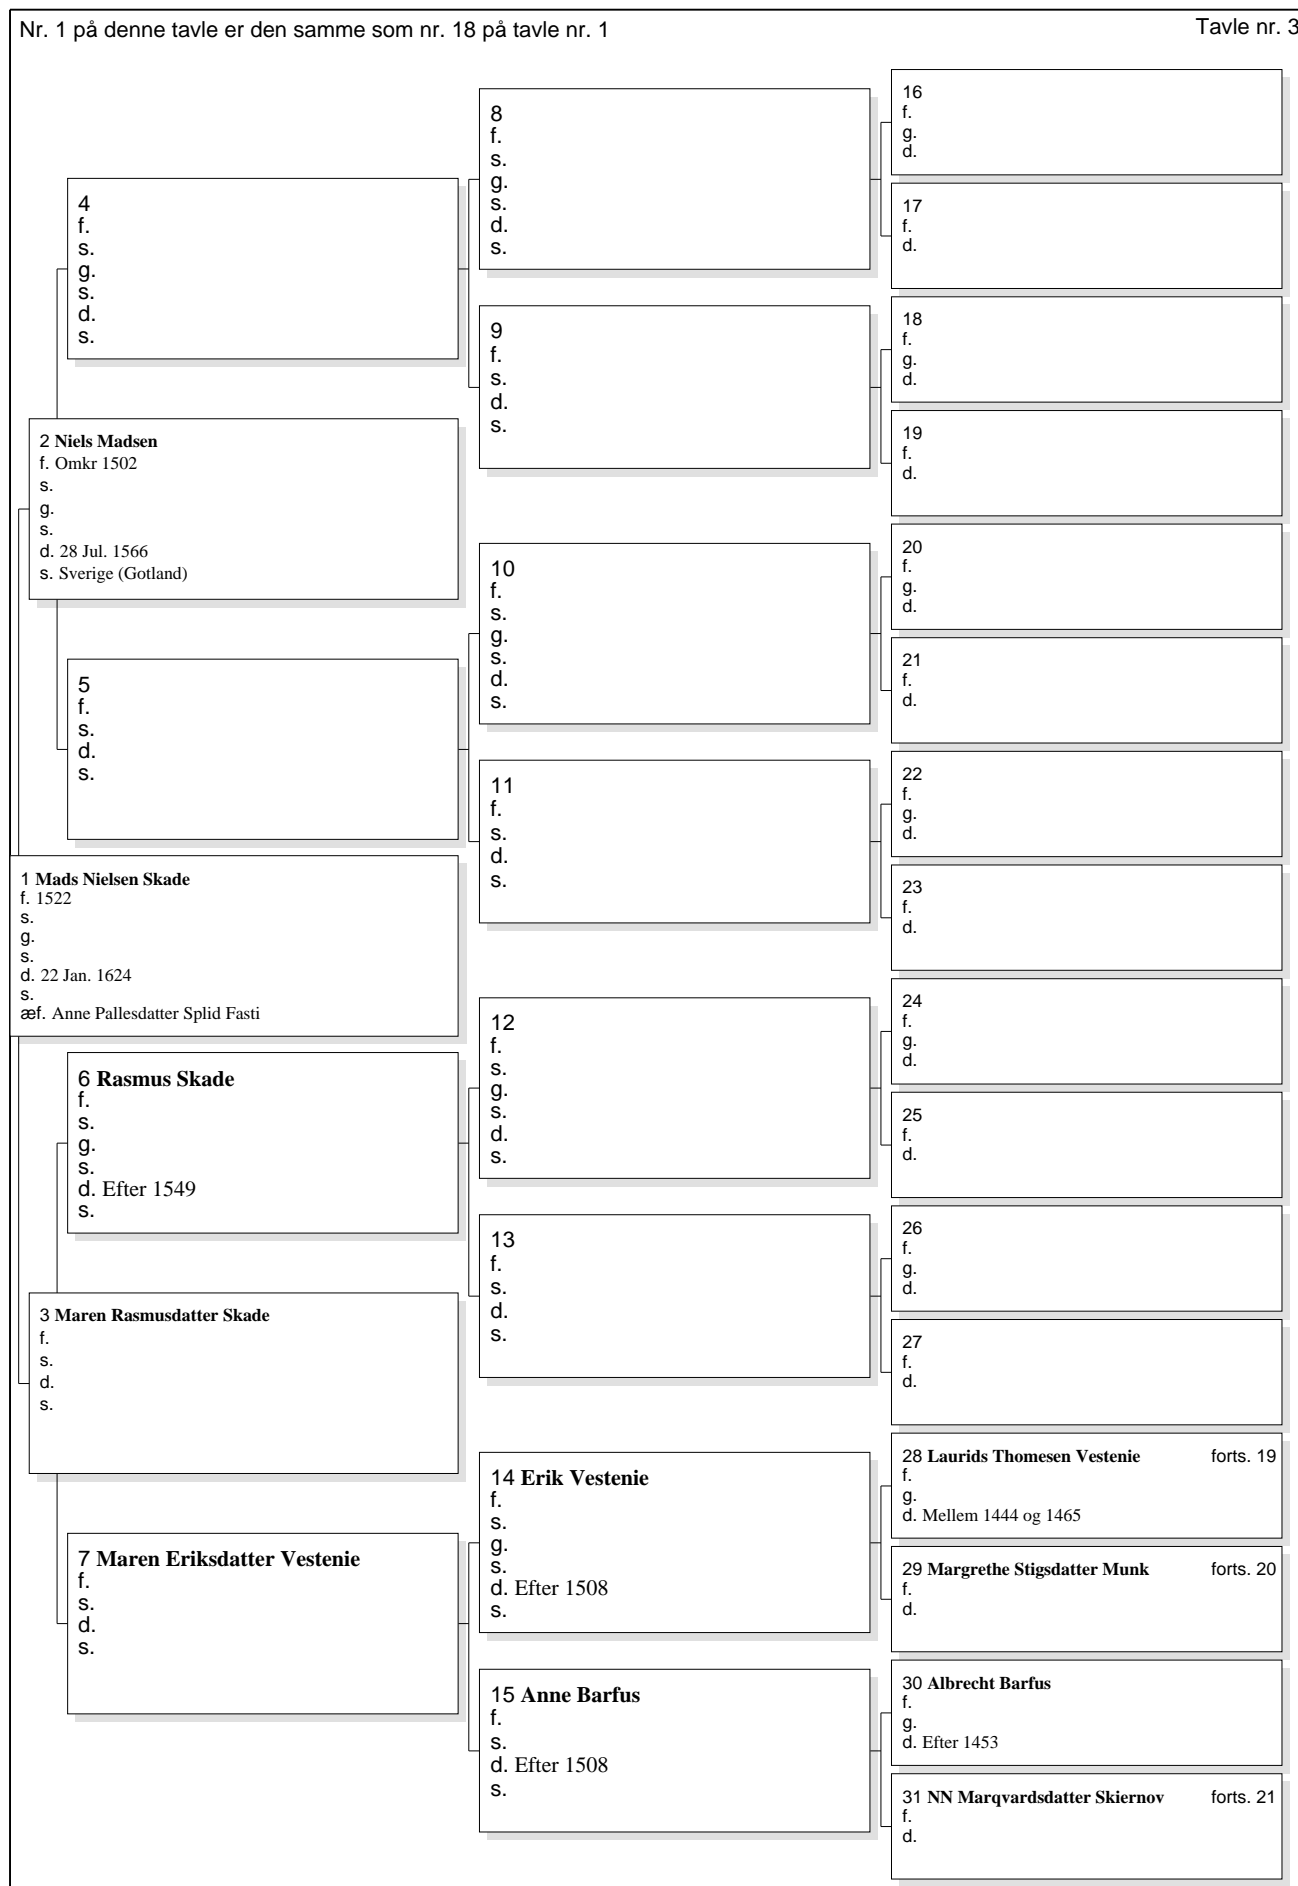 Nr. 1 på denne tavle er den samme som nr. 18 på tavle nr. 1
Tavle nr. 3
1 Mads Nielsen Skade
f. 1522
s.
g.
s.
d. 22 Jan. 1624
s.
æf. Anne Pallesdatter Splid Fasti
2 Niels Madsen
f. Omkr 1502
s.
g.
s.
d. 28 Jul. 1566
s. Sverige (Gotland)
3 Maren Rasmusdatter Skade
f.
s.
d.
s.
4
f.
s.
g.
s.
d.
s.
5
f.
s.
d.
s.
6 Rasmus Skade
f.
s.
g.
s.
d. Efter 1549
s.
7 Maren Eriksdatter Vestenie
f.
s.
d.
s.
8
f.
s.
g.
s.
d.
s.
9
f.
s.
d.
s.
10
f.
s.
g.
s.
d.
s.
11
f.
s.
d.
s.
12
f.
s.
g.
s.
d.
s.
13
f.
s.
d.
s.
14 Erik Vestenie
f.
s.
g.
s.
d. Efter 1508
s.
15 Anne Barfus
f.
s.
d. Efter 1508
s.
16
f.
g.
d.
17
f.
d.
18
f.
g.
d.
19
f.
d.
20
f.
g.
d.
21
f.
d.
22
f.
g.
d.
23
f.
d.
24
f.
g.
d.
25
f.
d.
26
f.
g.
d.
27
f.
d.
28 Laurids Thomesen Vestenie forts. 19
f.
g.
d. Mellem 1444 og 1465
29 Margrethe Stigsdatter Munk forts. 20
f.
d.
30 Albrecht Barfus
f.
g.
d. Efter 1453
31 NN Marqvardsdatter Skiernov forts. 21
f.
d.